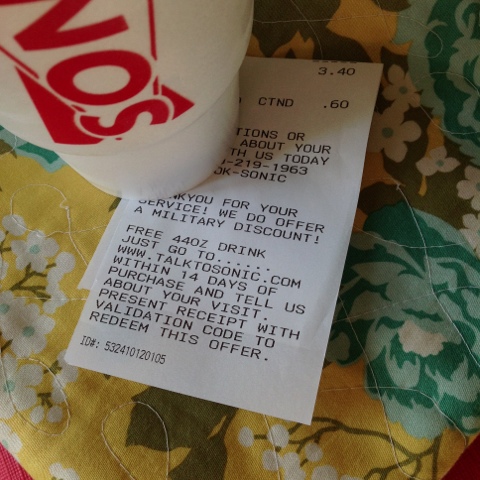 SONIC
3.40
CTND .60
TIONS OR
ABOUT YOUR
TH US TODAY
-219-1963
OK-SONIC
KYOU FOR YOUR
SERVICE! WE DO OFFER
A MILITARY DISCOUNT!
FREE 44OZ DRINK
JUST GO TO......
WWW.TALKTOSONIC.COM
WITHIN 14 DAYS OF
PURCHASE AND TELL US
ABOUT YOUR VISIT.
PRESENT RECEIPT WITH
VALIDATION CODE TO
REDEEM THIS OFFER.
ID#: 532410120105